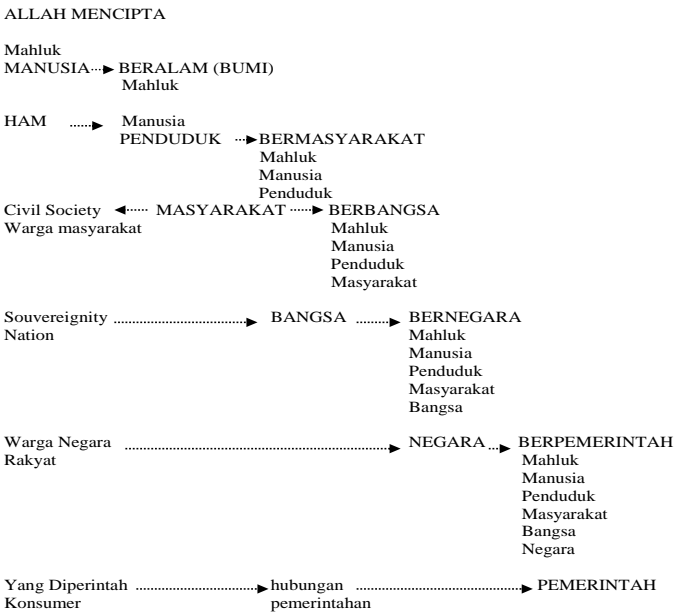 ALLAH MENCIPTA
Mahluk
MANUSIA BERALAM (BUMI)
Mahluk
HAM Manusia
PENDUDUK BERMASYARAKAT
Mahluk
Manusia
Penduduk
Civil Society MASYARAKAT BERBANGSA
Warga masyarakat Mahluk
Manusia
Penduduk
Masyarakat
Souvereignity BANGSA BERNEGARA
Nation Mahluk
Manusia
Penduduk
Masyarakat
Bangsa
Warga Negara NEGARA BERPEMERINTAH
Rakyat Mahluk
Manusia
Penduduk
Masyarakat
Bangsa
Negara
Yang Diperintah hubungan PEMERINTAH
Konsumer pemerintahan